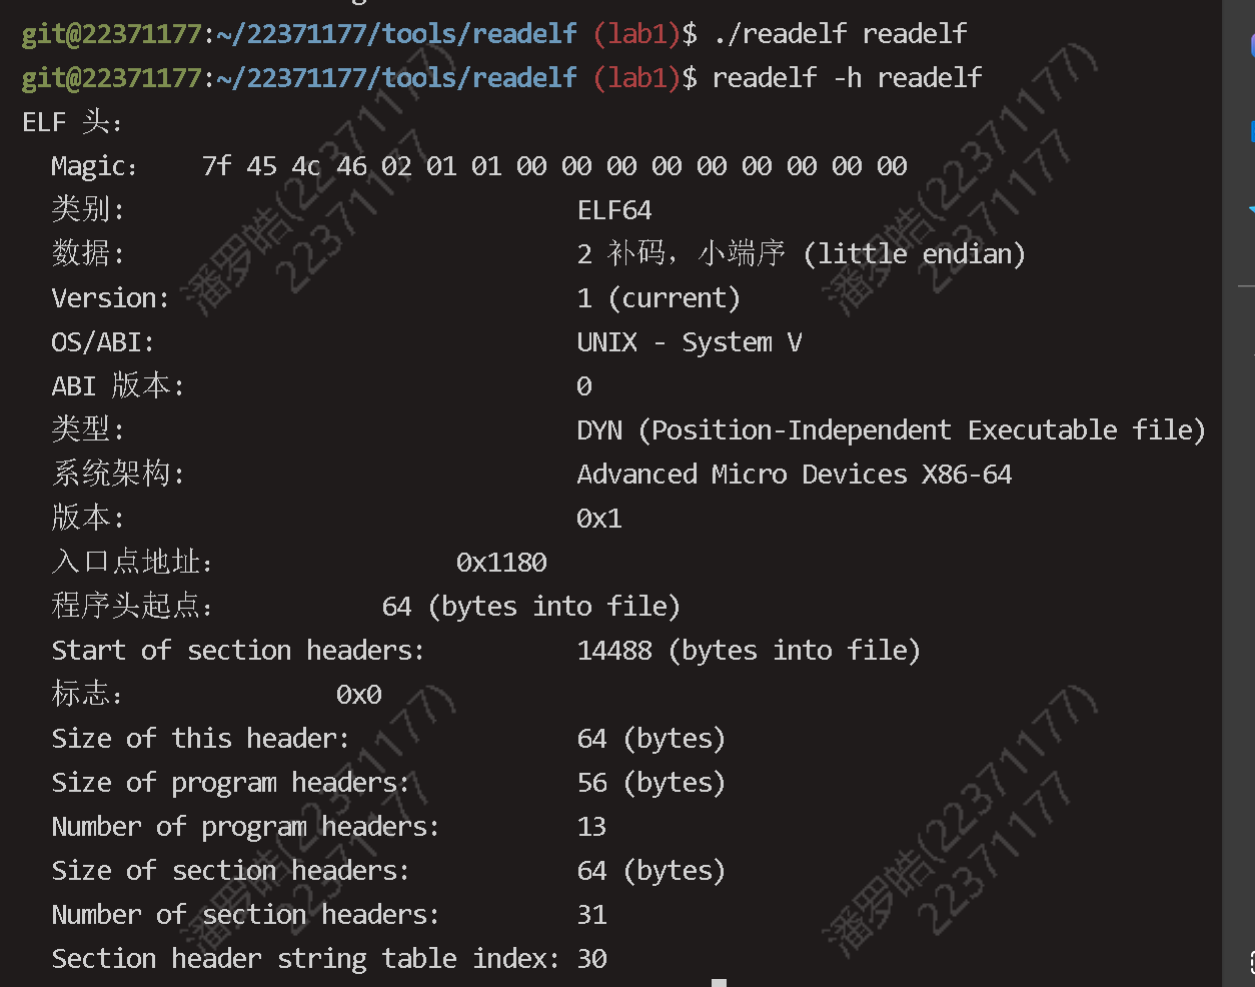 git@22371177:~/22371177/tools/readelf (lab1)$ ./readelf readelf
git@22371177:~/22371177/tools/readelf (lab1)$ readelf -h readelf
ELF 头：
  Magic：   7f 45 4c 46 02 01 01 00 00 00 00 00 00 00 00 00
  类别:                              ELF64
  数据:                              2 补码，小端序 (little endian)
  Version:                           1 (current)
  OS/ABI:                            UNIX - System V
  ABI 版本:                          0
  类型:                              DYN (Position-Independent Executable file)
  系统架构:                          Advanced Micro Devices X86-64
  版本:                              0x1
  入口点地址：               0x1180
  程序头起点：          64 (bytes into file)
  Start of section headers:          14488 (bytes into file)
  标志：             0x0
  Size of this header:               64 (bytes)
  Size of program headers:           56 (bytes)
  Number of program headers:         13
  Size of section headers:           64 (bytes)
  Number of section headers:         31
  Section header string table index: 30
潘罗皓(22371177)
22371177
潘罗皓(22371177)
22371177
潘罗皓(22371177)
22371177
潘罗皓(22371177)
22371177